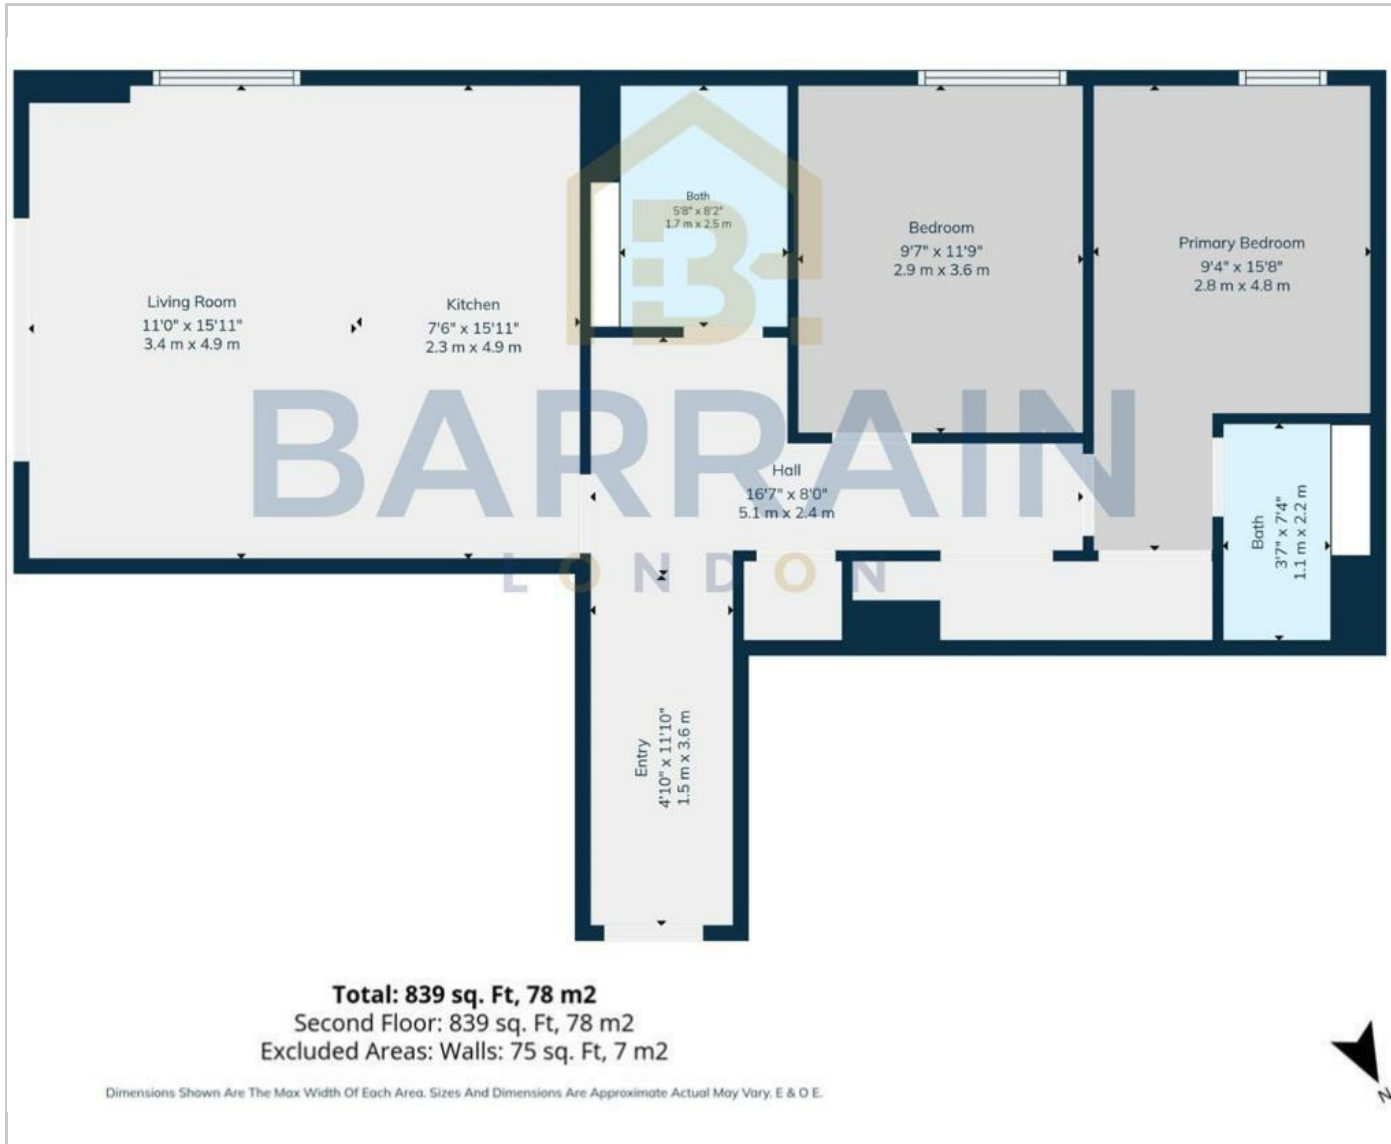 Bath
5'8" x 8'2"
1.7 m x 2.5 m
Bedroom
9'7" x 11'9"
2.9 m x 3.6 m
Primary Bedroom
9'4" x 15'8"
2.8 m x 4.8 m
Living Room
11'0" x 15'11"
3.4 m x 4.9 m
Kitchen
7'6" x 15'11"
2.3 m x 4.9 m
BARRAIN
LONDON
Hall
16'7" x 8'0"
5.1 m x 2.4 m
Bath
3'7" x 7'4"
1.1 m x 2.2 m
Entry
4'10" x 11'10"
1.5 m x 3.6 m
Total: 839 sq. Ft, 78 m2
Second Floor: 839 sq. Ft, 78 m2
Excluded Areas: Walls: 75 sq. Ft, 7 m2
Dimensions Shown Are The Max Width Of Each Area. Sizes And Dimensions Are Approximate Actual May Vary. E & O E.
N